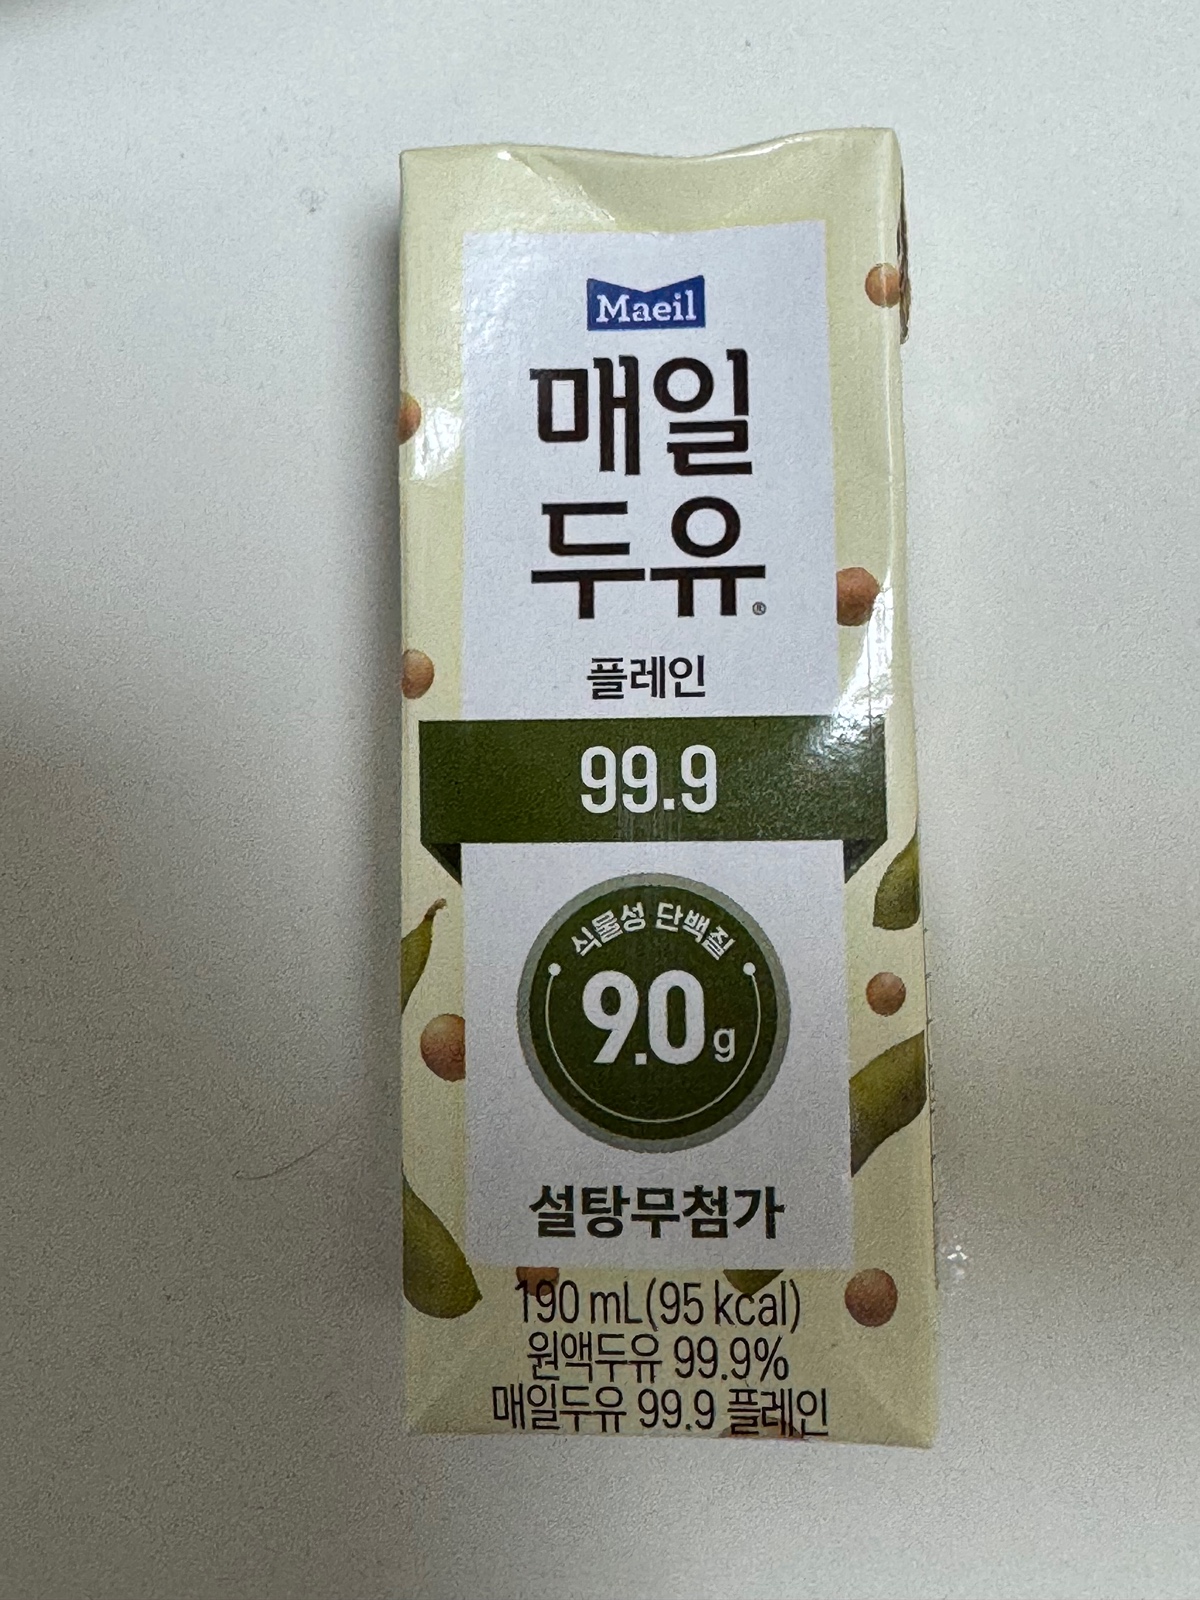 Maeil
매일
두유®
플레인
99.9
식물성 단백질
9.0 g
설탕무첨가
190 mL(95 kcal)
원액두유 99.9%
매일두유 99.9 플레인